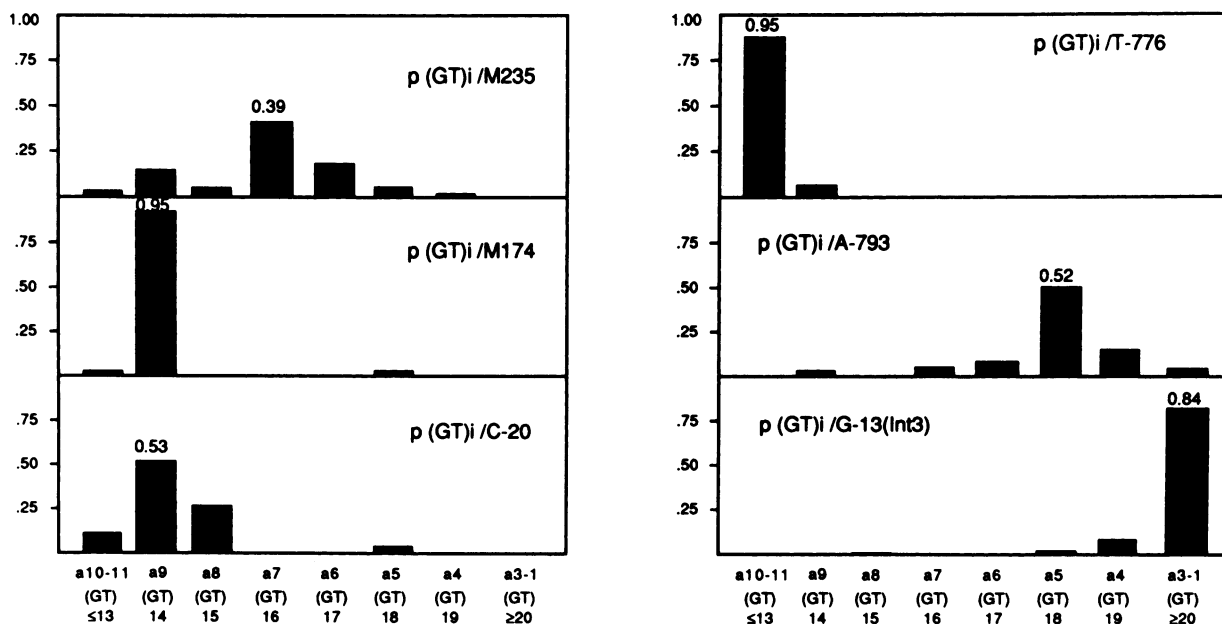 1.00
.75
.50
.25
p (GT)i /M235
0.39
.75
.50
.25
0.95
p (GT)i /M174
.75
.50
.25
0.53
p (GT)i /C-20
a10-11 a9 a8 a7 a6 a5 a4 a3-1
(GT) (GT) (GT) (GT) (GT) (GT) (GT) (GT)
≤13 14 15 16 17 18 19 ≥20
1.00
.75
.50
.25
0.95
p (GT)i /T-776
.75
.50
.25
p (GT)i /A-793
0.52
.75
.50
.25
p (GT)i /G-13(Int3)
0.84
a10-11 a9 a8 a7 a6 a5 a4 a3-1
(GT) (GT) (GT) (GT) (GT) (GT) (GT) (GT)
≤13 14 15 16 17 18 19 ≥20